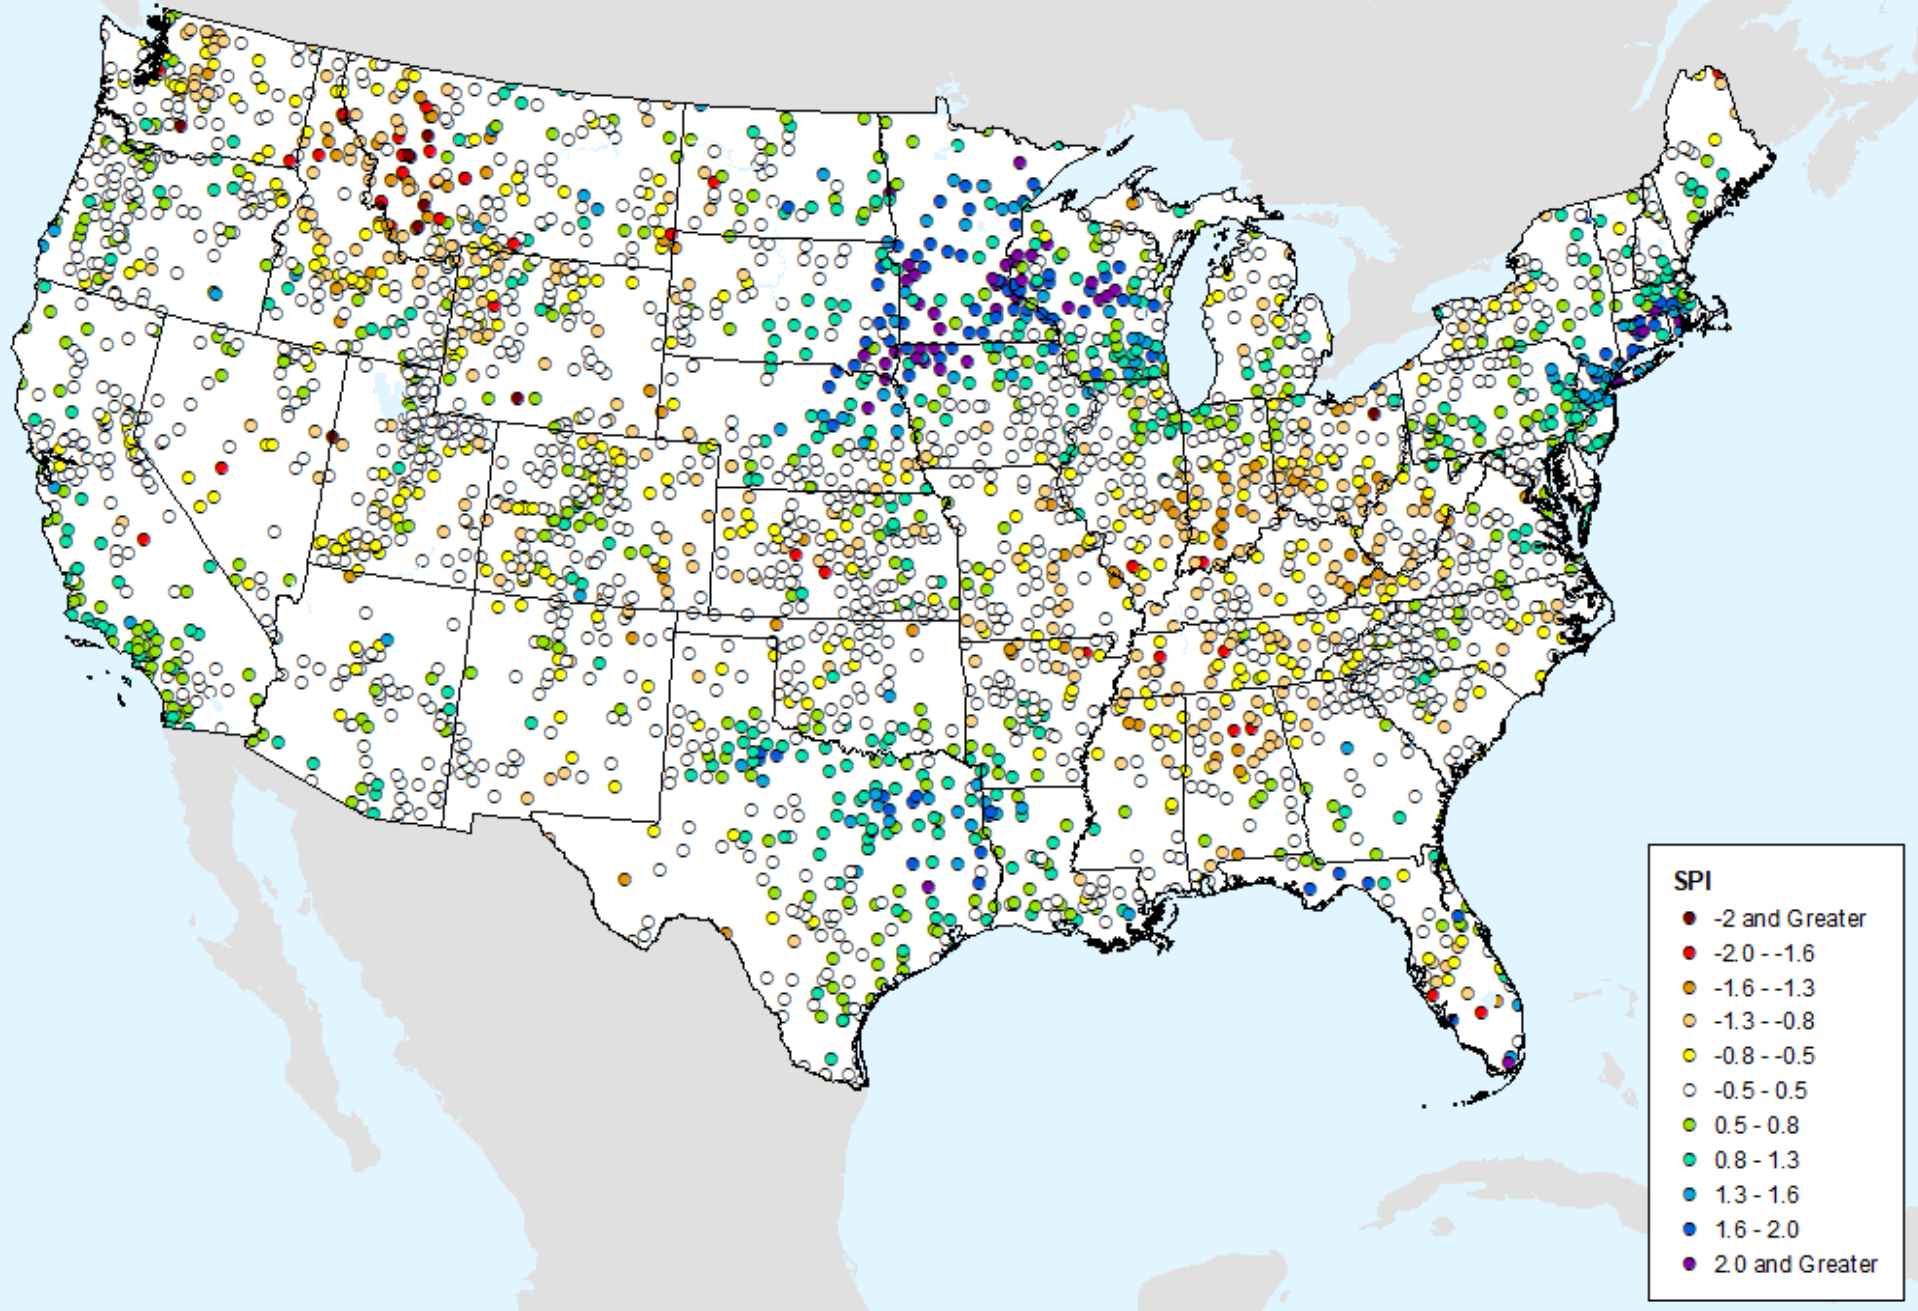 SPI
-2 and Greater
-2.0 - -1.6
-1.6 - -1.3
-1.3 - -0.8
-0.8 - -0.5
-0.5 - 0.5
0.5 - 0.8
0.8 - 1.3
1.3 - 1.6
1.6 - 2.0
2.0 and Greater